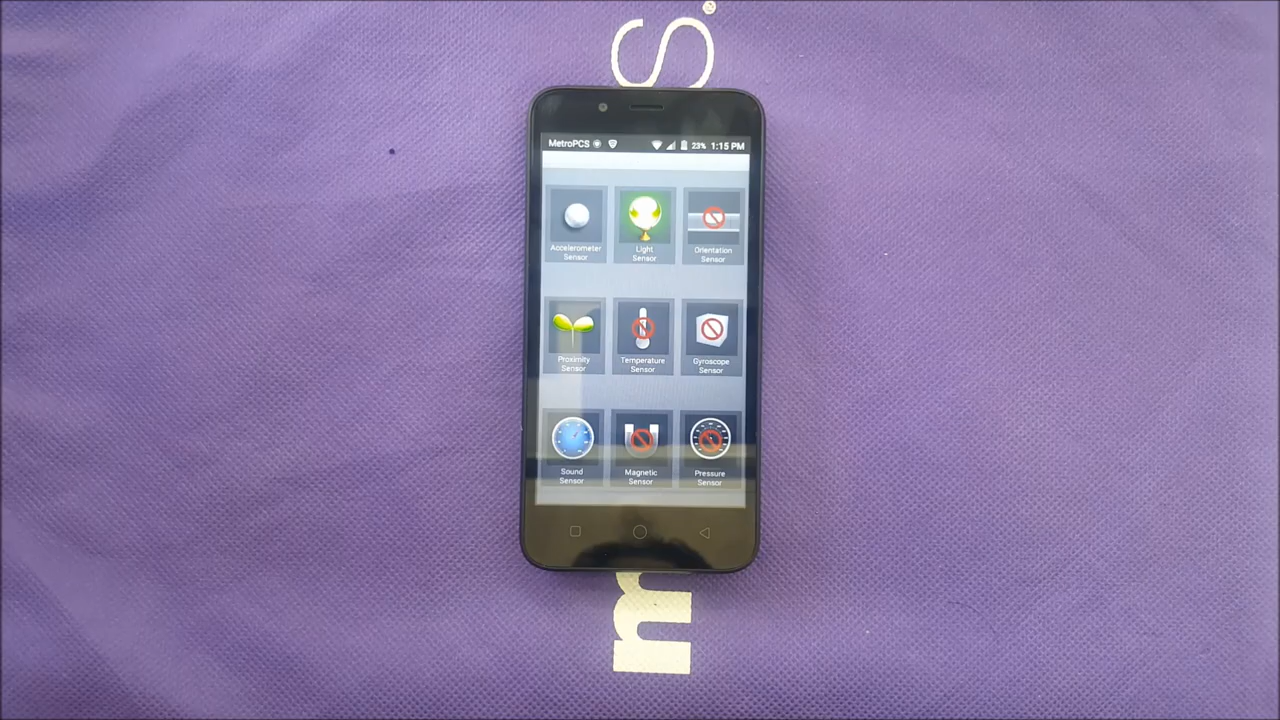 s.
MetroPCS 23% 1:15 PM
Accelerometer
Sensor
Light
Sensor
Orientation
Sensor
Proximity
Sensor
Temperature
Sensor
Gyroscope
Sensor
Sound
Sensor
Magnetic
Sensor
Pressure
Sensor
m